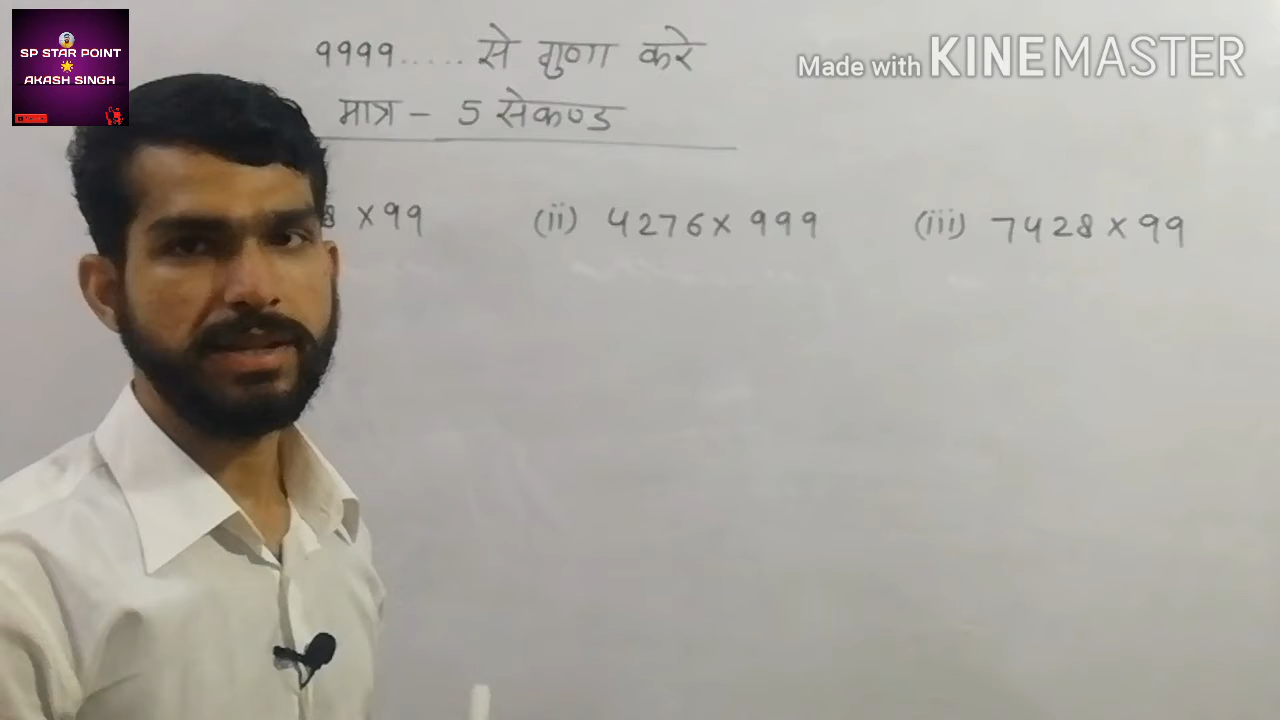 SP STAR POINT
AKASH SINGH
Made with KINEMASTER
9999..... से गुणा करे
मात्र - 5 सेकण्ड
8 × 99
(ii) 4276 × 999
(iii) 7428 × 99